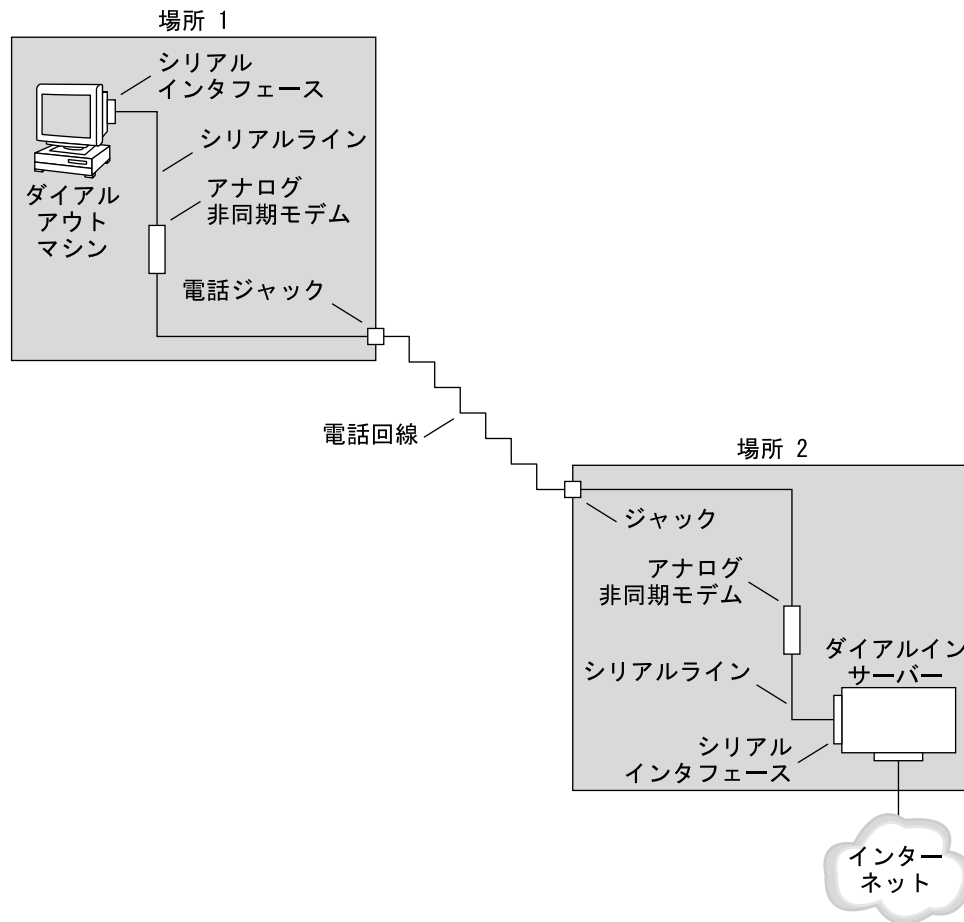 場所 1
シリアル
インタフェース
シリアルライン
アナログ
非同期モデム
ダイアル
アウト
マシン
電話ジャック
電話回線
場所 2
ジャック
アナログ
非同期モデム
ダイアルイン
サーバー
シリアルライン
シリアル
インタフェース
インター
ネット